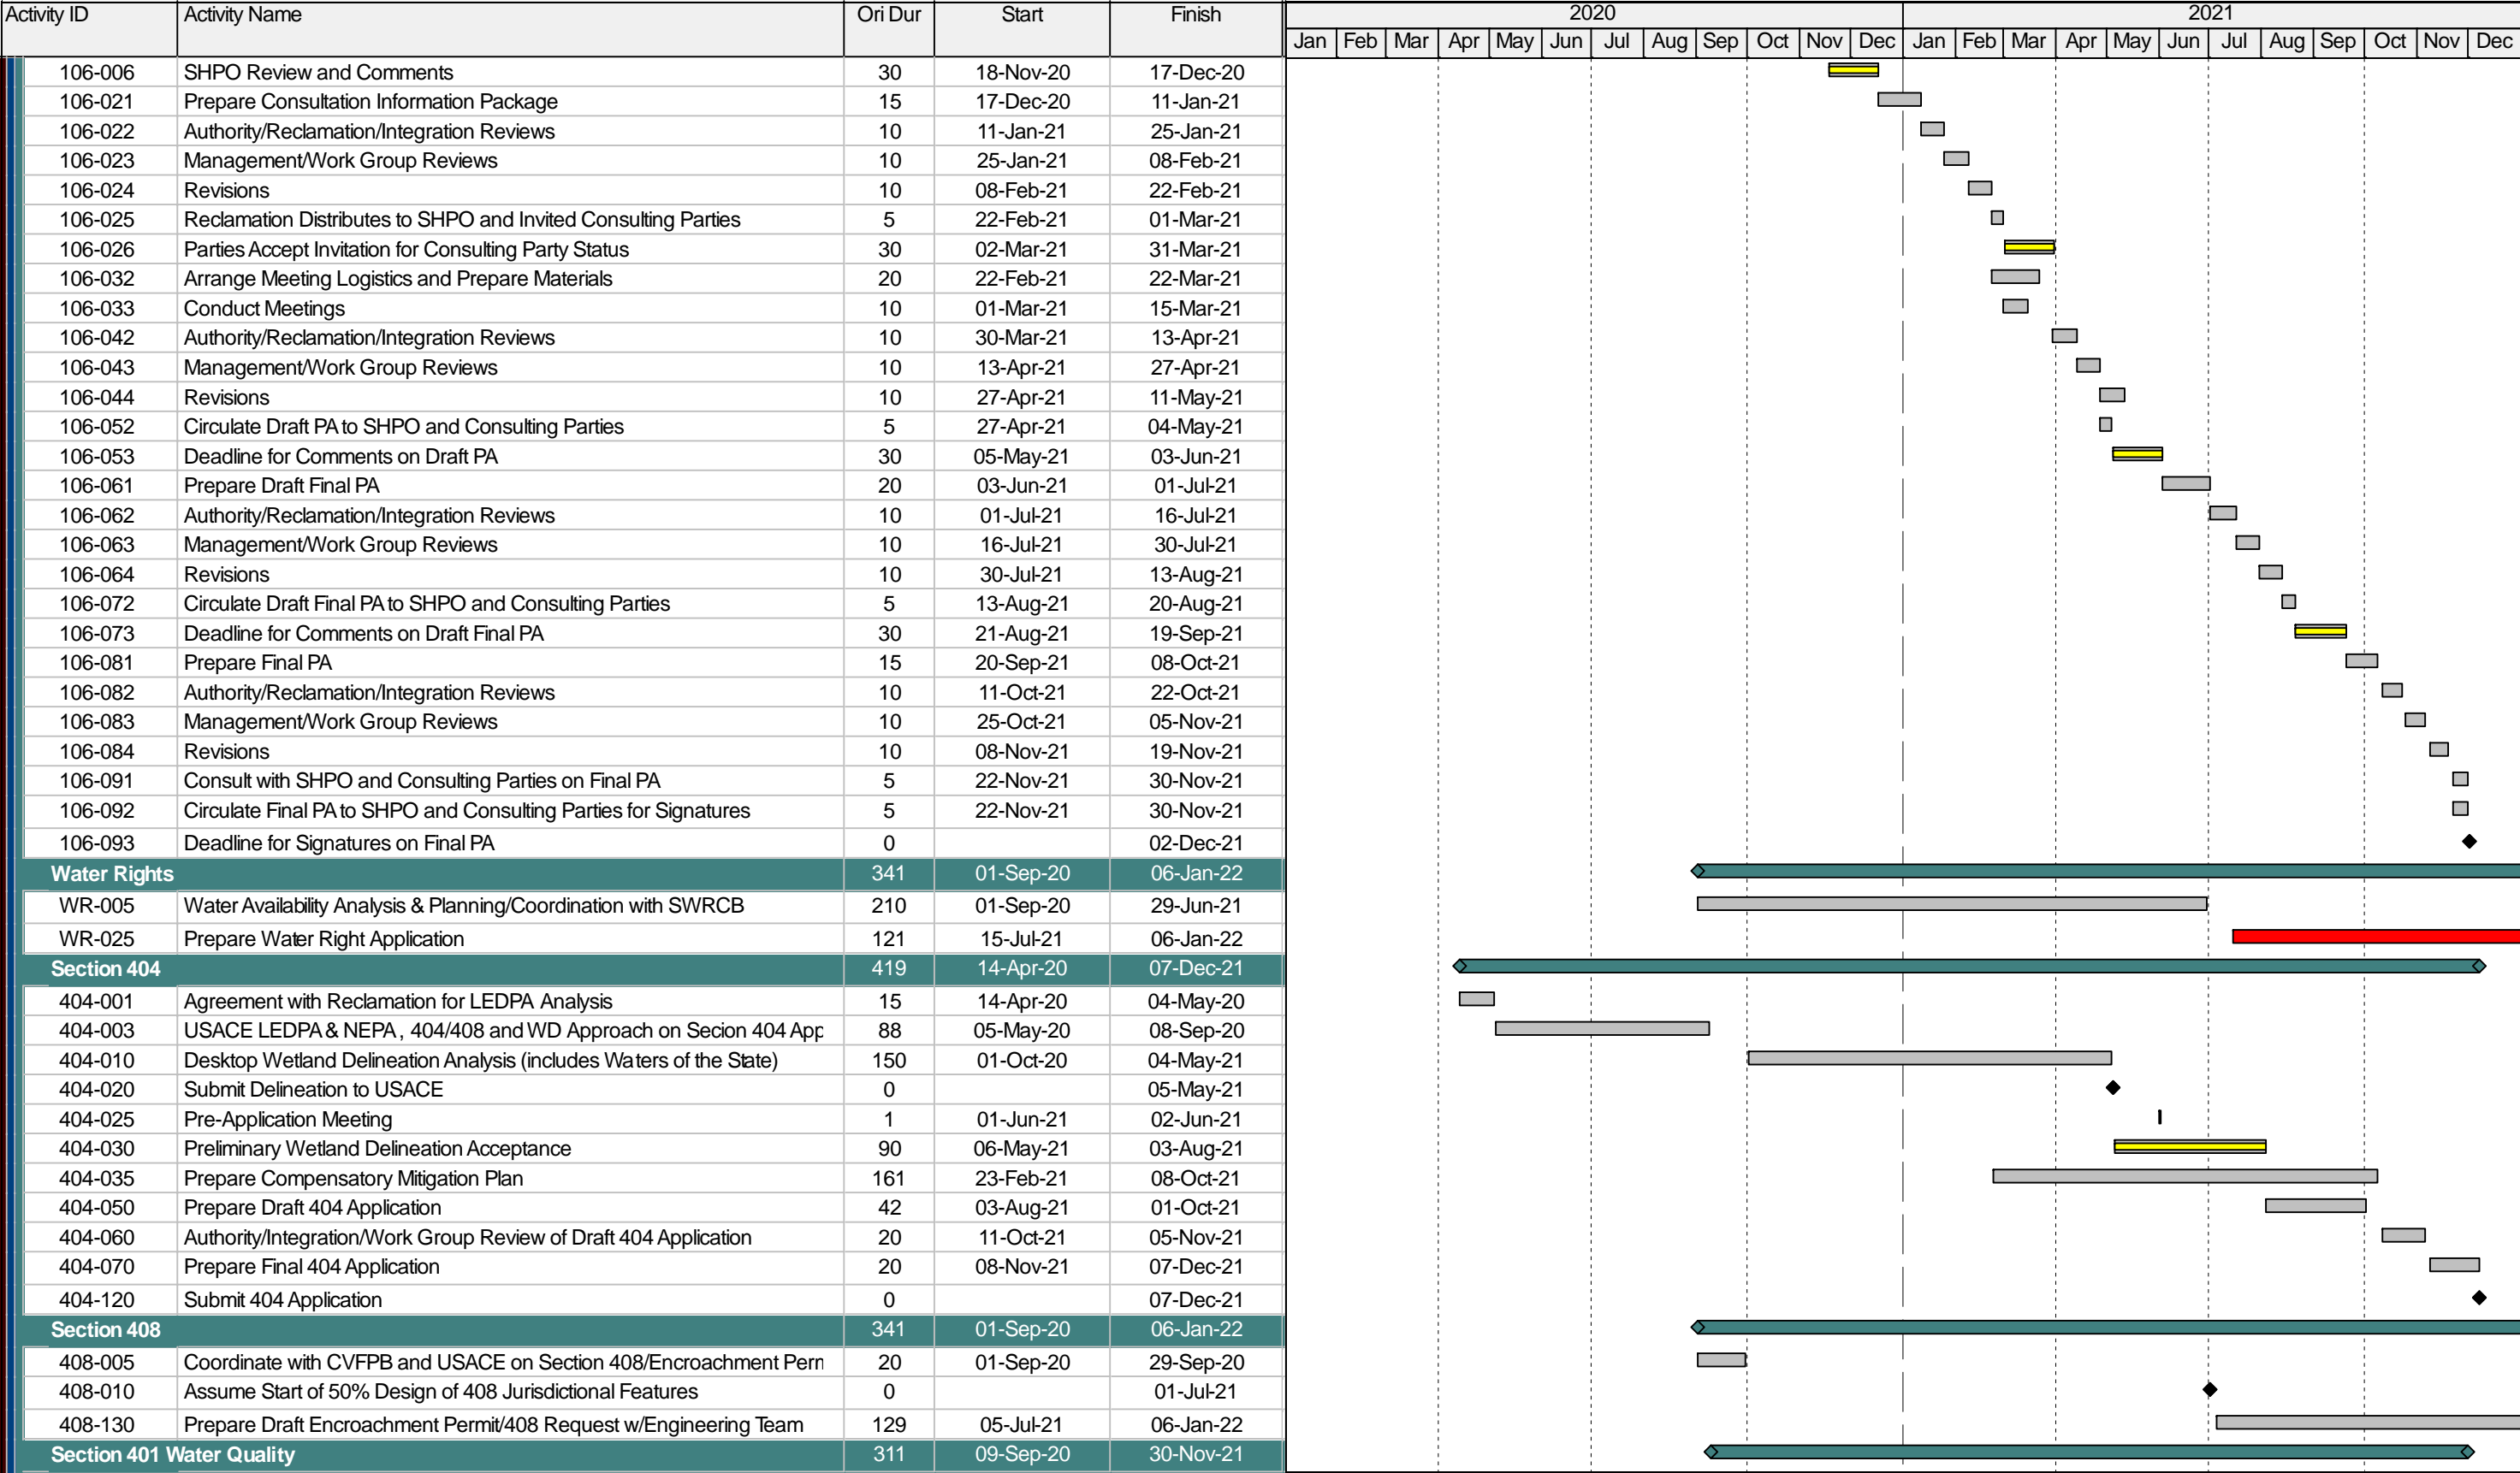 Activity ID Activity Name Ori Dur Start Finish 2020 2021
Jan Feb Mar Apr May Jun Jul Aug Sep Oct Nov Dec Jan Feb Mar Apr May Jun Jul Aug Sep Oct Nov Dec
106-006 SHPO Review and Comments 30 18-Nov-20 17-Dec-20
106-021 Prepare Consultation Information Package 15 17-Dec-20 11-Jan-21
106-022 Authority/Reclamation/Integration Reviews 10 11-Jan-21 25-Jan-21
106-023 Management/Work Group Reviews 10 25-Jan-21 08-Feb-21
106-024 Revisions 10 08-Feb-21 22-Feb-21
106-025 Reclamation Distributes to SHPO and Invited Consulting Parties 5 22-Feb-21 01-Mar-21
106-026 Parties Accept Invitation for Consulting Party Status 30 02-Mar-21 31-Mar-21
106-032 Arrange Meeting Logistics and Prepare Materials 20 22-Feb-21 22-Mar-21
106-033 Conduct Meetings 10 01-Mar-21 15-Mar-21
106-042 Authority/Reclamation/Integration Reviews 10 30-Mar-21 13-Apr-21
106-043 Management/Work Group Reviews 10 13-Apr-21 27-Apr-21
106-044 Revisions 10 27-Apr-21 11-May-21
106-052 Circulate Draft PA to SHPO and Consulting Parties 5 27-Apr-21 04-May-21
106-053 Deadline for Comments on Draft PA 30 05-May-21 03-Jun-21
106-061 Prepare Draft Final PA 20 03-Jun-21 01-Jul-21
106-062 Authority/Reclamation/Integration Reviews 10 01-Jul-21 16-Jul-21
106-063 Management/Work Group Reviews 10 16-Jul-21 30-Jul-21
106-064 Revisions 10 30-Jul-21 13-Aug-21
106-072 Circulate Draft Final PA to SHPO and Consulting Parties 5 13-Aug-21 20-Aug-21
106-073 Deadline for Comments on Draft Final PA 30 21-Aug-21 19-Sep-21
106-081 Prepare Final PA 15 20-Sep-21 08-Oct-21
106-082 Authority/Reclamation/Integration Reviews 10 11-Oct-21 22-Oct-21
106-083 Management/Work Group Reviews 10 25-Oct-21 05-Nov-21
106-084 Revisions 10 08-Nov-21 19-Nov-21
106-091 Consult with SHPO and Consulting Parties on Final PA 5 22-Nov-21 30-Nov-21
106-092 Circulate Final PA to SHPO and Consulting Parties for Signatures 5 22-Nov-21 30-Nov-21
106-093 Deadline for Signatures on Final PA 0 02-Dec-21
Water Rights 341 01-Sep-20 06-Jan-22
WR-005 Water Availability Analysis & Planning/Coordination with SWRCB 210 01-Sep-20 29-Jun-21
WR-025 Prepare Water Right Application 121 15-Jul-21 06-Jan-22
Section 404 419 14-Apr-20 07-Dec-21
404-001 Agreement with Reclamation for LEDPA Analysis 15 14-Apr-20 04-May-20
404-003 USACE LEDPA & NEPA , 404/408 and WD Approach on Secion 404 App 88 05-May-20 08-Sep-20
404-010 Desktop Wetland Delineation Analysis (includes Waters of the State) 150 01-Oct-20 04-May-21
404-020 Submit Delineation to USACE 0 05-May-21
404-025 Pre-Application Meeting 1 01-Jun-21 02-Jun-21
404-030 Preliminary Wetland Delineation Acceptance 90 06-May-21 03-Aug-21
404-035 Prepare Compensatory Mitigation Plan 161 23-Feb-21 08-Oct-21
404-050 Prepare Draft 404 Application 42 03-Aug-21 01-Oct-21
404-060 Authority/Integration/Work Group Review of Draft 404 Application 20 11-Oct-21 05-Nov-21
404-070 Prepare Final 404 Application 20 08-Nov-21 07-Dec-21
404-120 Submit 404 Application 0 07-Dec-21
Section 408 341 01-Sep-20 06-Jan-22
408-005 Coordinate with CVFPB and USACE on Section 408/Encroachment Perm 20 01-Sep-20 29-Sep-20
408-010 Assume Start of 50% Design of 408 Jurisdictional Features 0 01-Jul-21
408-130 Prepare Draft Encroachment Permit/408 Request w/Engineering Team 129 05-Jul-21 06-Jan-22
Section 401 Water Quality 311 09-Sep-20 30-Nov-21